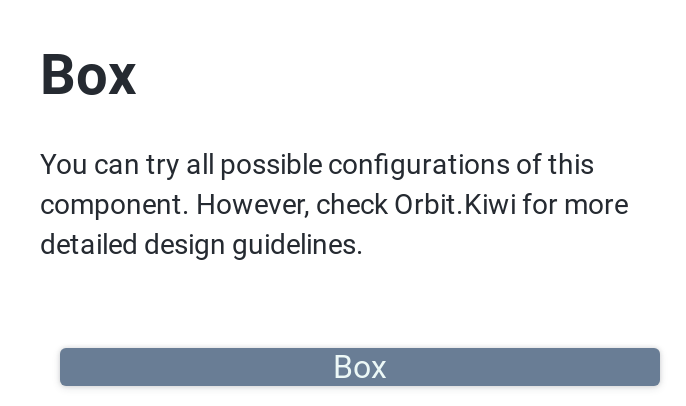 Box
You can try all possible configurations of this
component. However, check Orbit.Kiwi for more
detailed design guidelines.
Box